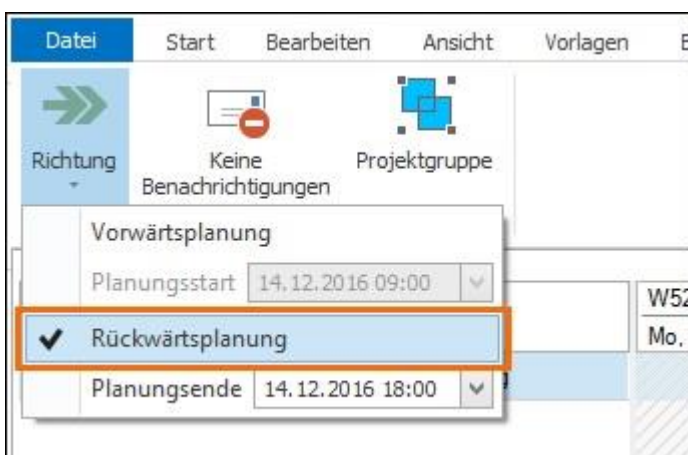 Datei Start Bearbeiten Ansicht Vorlagen
Richtung Keine Benachrichtigungen Projektgruppe
Vorwärtsplanung
Planungsstart 14.12.2016 09:00
W52
Rückwärtsplanung
Mo.
Planungsende 14.12.2016 18:00